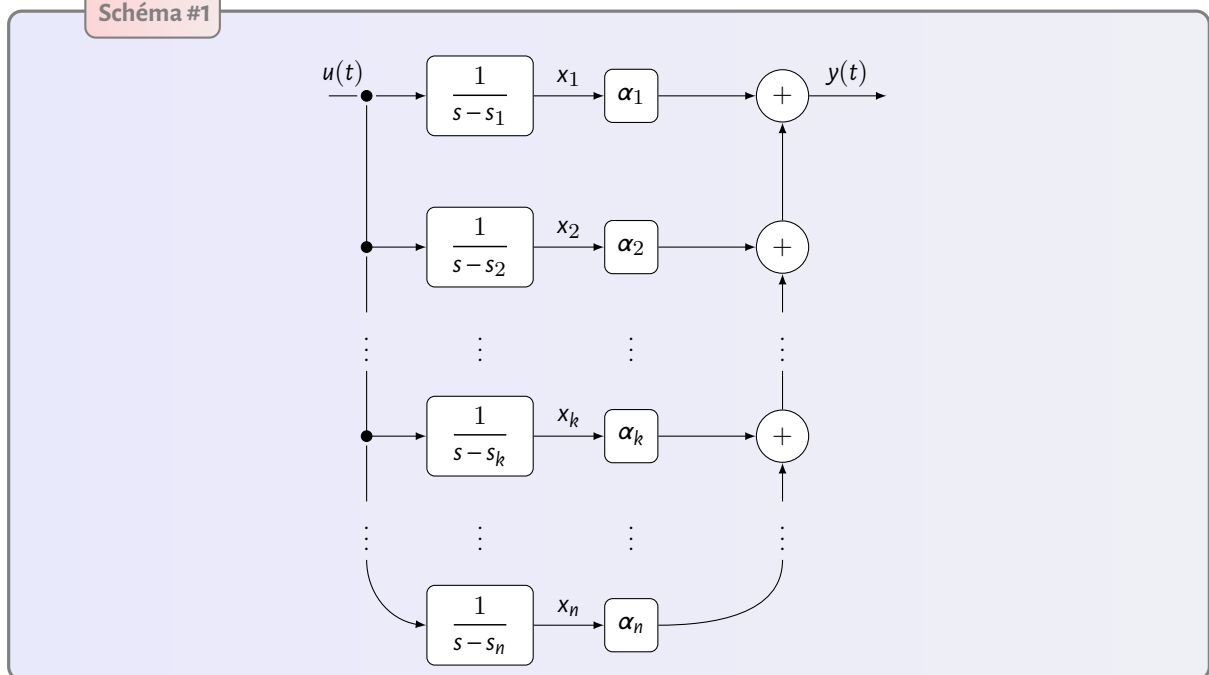 Schéma #1
u(t) 1 x1 α1 + y(t)
s−s1
1 x2 α2 +
s−s2
⋮ ⋮ ⋮ ⋮
1 xk αk +
s−sk
⋮ ⋮ ⋮ ⋮
1 xn αn
s−sn